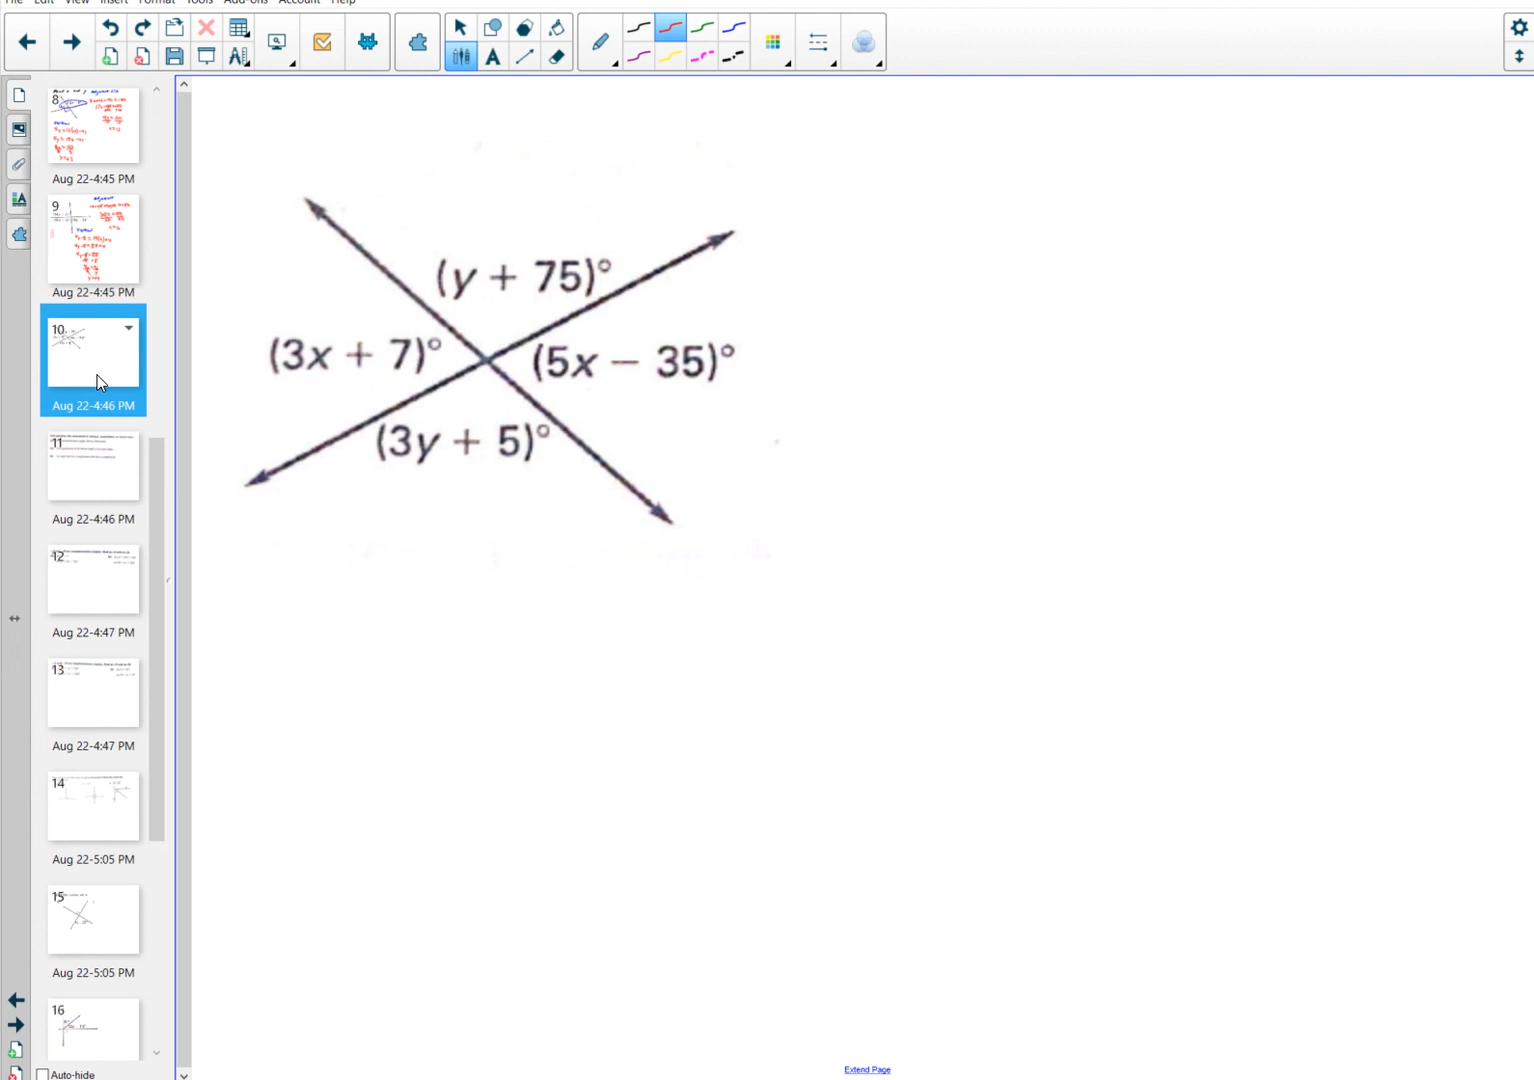 File Edit View Insert Format Tools Add-ons Account Help
8
Aug 22-4:45 PM
9
Aug 22-4:45 PM
10
Aug 22-4:46 PM
11
Aug 22-4:46 PM
12
Aug 22-4:47 PM
13
Aug 22-4:47 PM
14
Aug 22-5:05 PM
15
Aug 22-5:05 PM
16
Auto-hide
(y + 75)°
(3x + 7)°
(5x − 35)°
(3y + 5)°
Extend Page